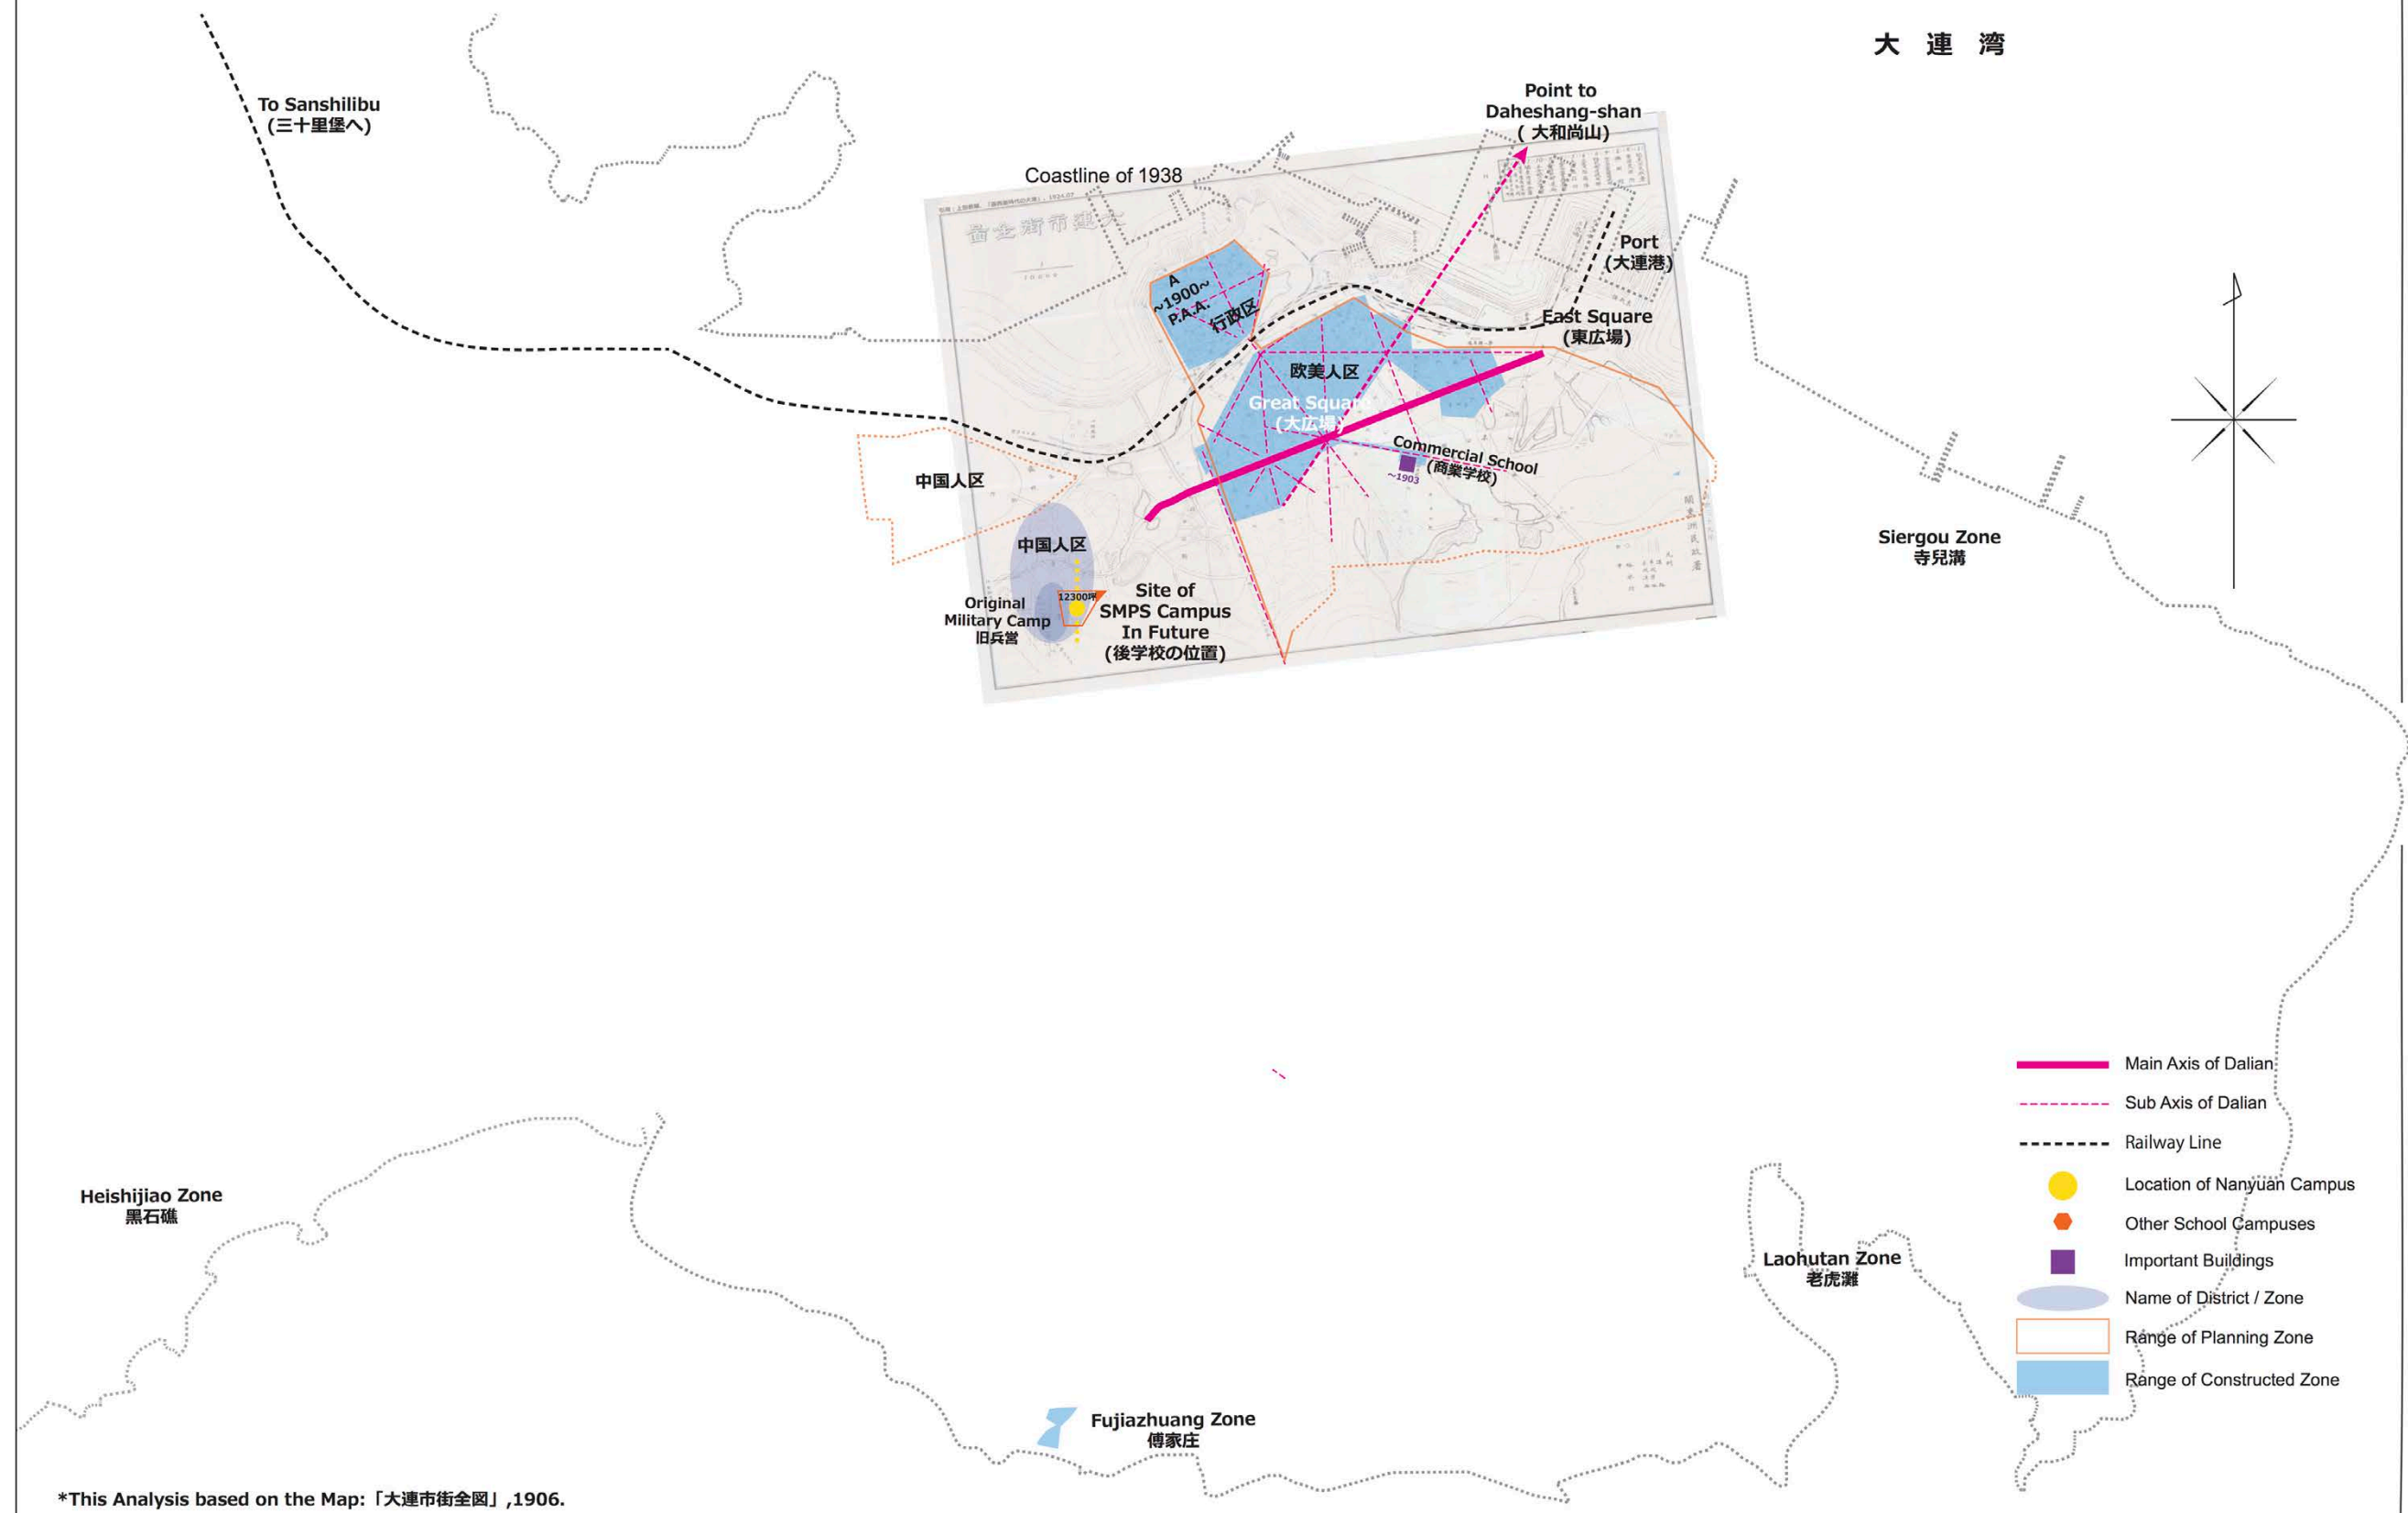 大 連 湾
To Sanshilibu
(三十里堡へ)
Point to
Daheshang-shan
( 大和尚山)
Coastline of 1938
Port
(大連港)
East Square
(東広場)
A
~1900~
P.A.A.
行政区
欧美人区
Great Square
(大広場)
Commercial School
(商業学校)
~1903
中国人区
中国人区
12300坪
Original
Military Camp
旧兵営
Site of
SMPS Campus
In Future
(後学校の位置)
關東洲民政署
Siergou Zone
寺兒溝
Main Axis of Dalian
Sub Axis of Dalian
Railway Line
Location of Nanyuan Campus
Other School Campuses
Important Buildings
Name of District / Zone
Range of Planning Zone
Range of Constructed Zone
Heishijiao Zone
黒石礁
Laohutan Zone
老虎灘
Fujiazhuang Zone
傅家庄
*This Analysis based on the Map:「大連市街全図」,1906.